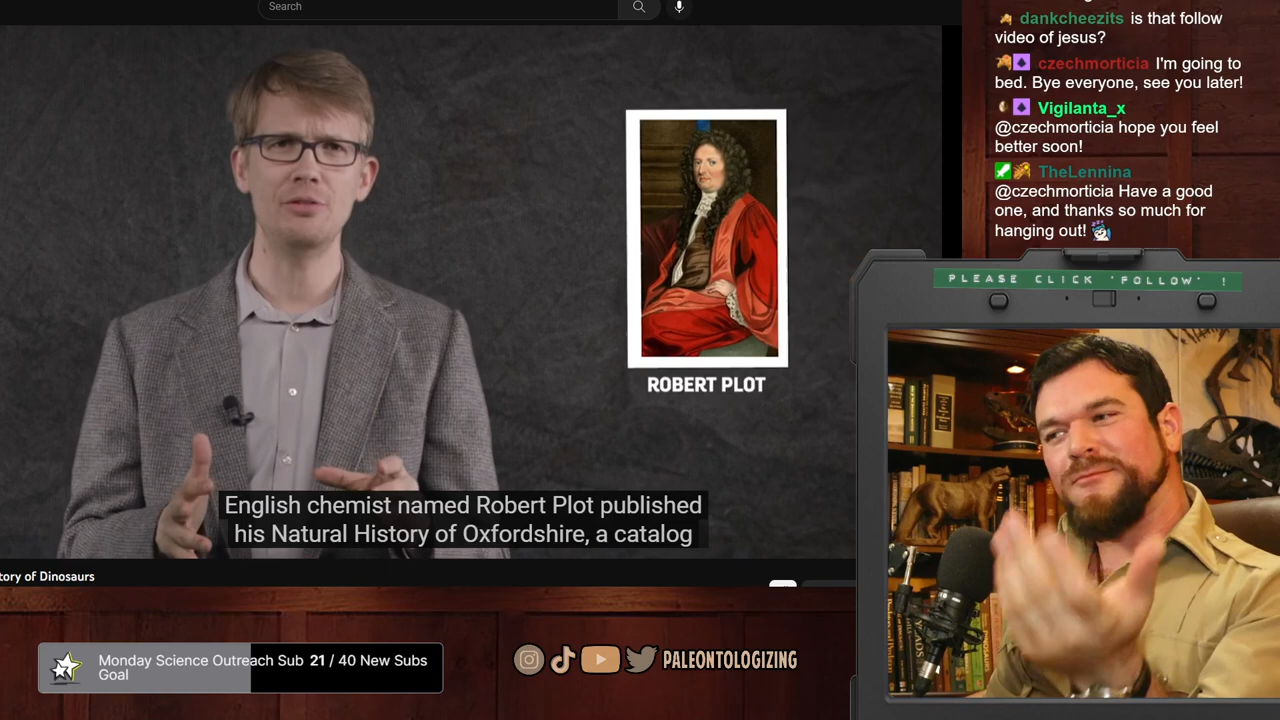 Search
dankcheezits is that follow
video of jesus?
czechmorticia I'm going to
bed. Bye everyone, see you later!
Vigilanta_x
@czechmorticia hope you feel
better soon!
TheLennina
@czechmorticia Have a good
one, and thanks so much for
hanging out!
PLEASE CLICK "FOLLOW" !
ROBERT PLOT
English chemist named Robert Plot published
his Natural History of Oxfordshire, a catalog
tory of Dinosaurs
Monday Science Outreach Sub 21 / 40 New Subs
Goal
PALEONTOLOGIZING